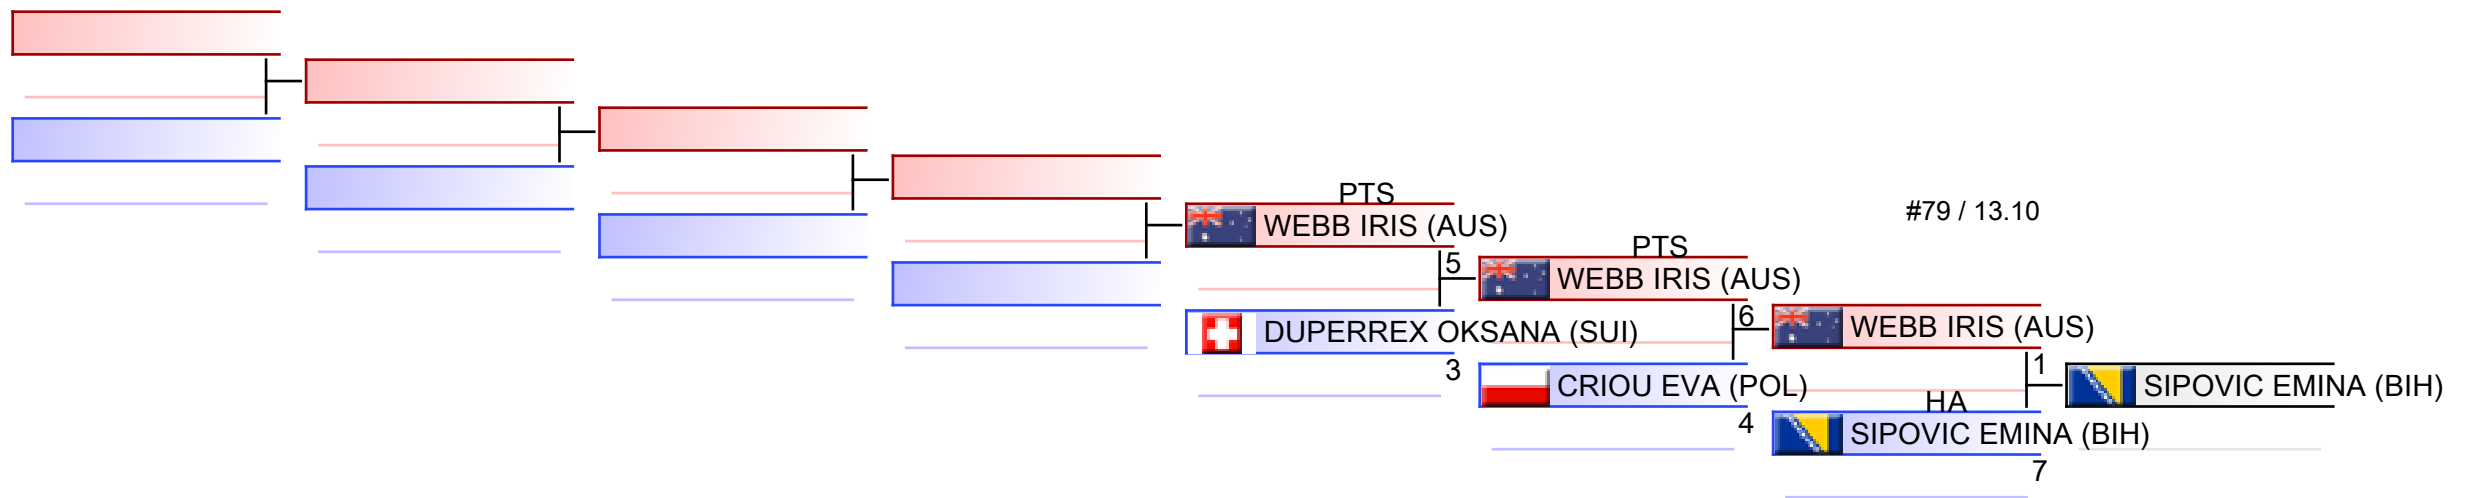 PTS
WEBB IRIS (AUS)
#79 / 13.10
PTS
5
WEBB IRIS (AUS)
6
WEBB IRIS (AUS)
DUPERREX OKSANA (SUI)
3
1
CRIOU EVA (POL)
SIPOVIC EMINA (BIH)
HA
4
SIPOVIC EMINA (BIH)
7